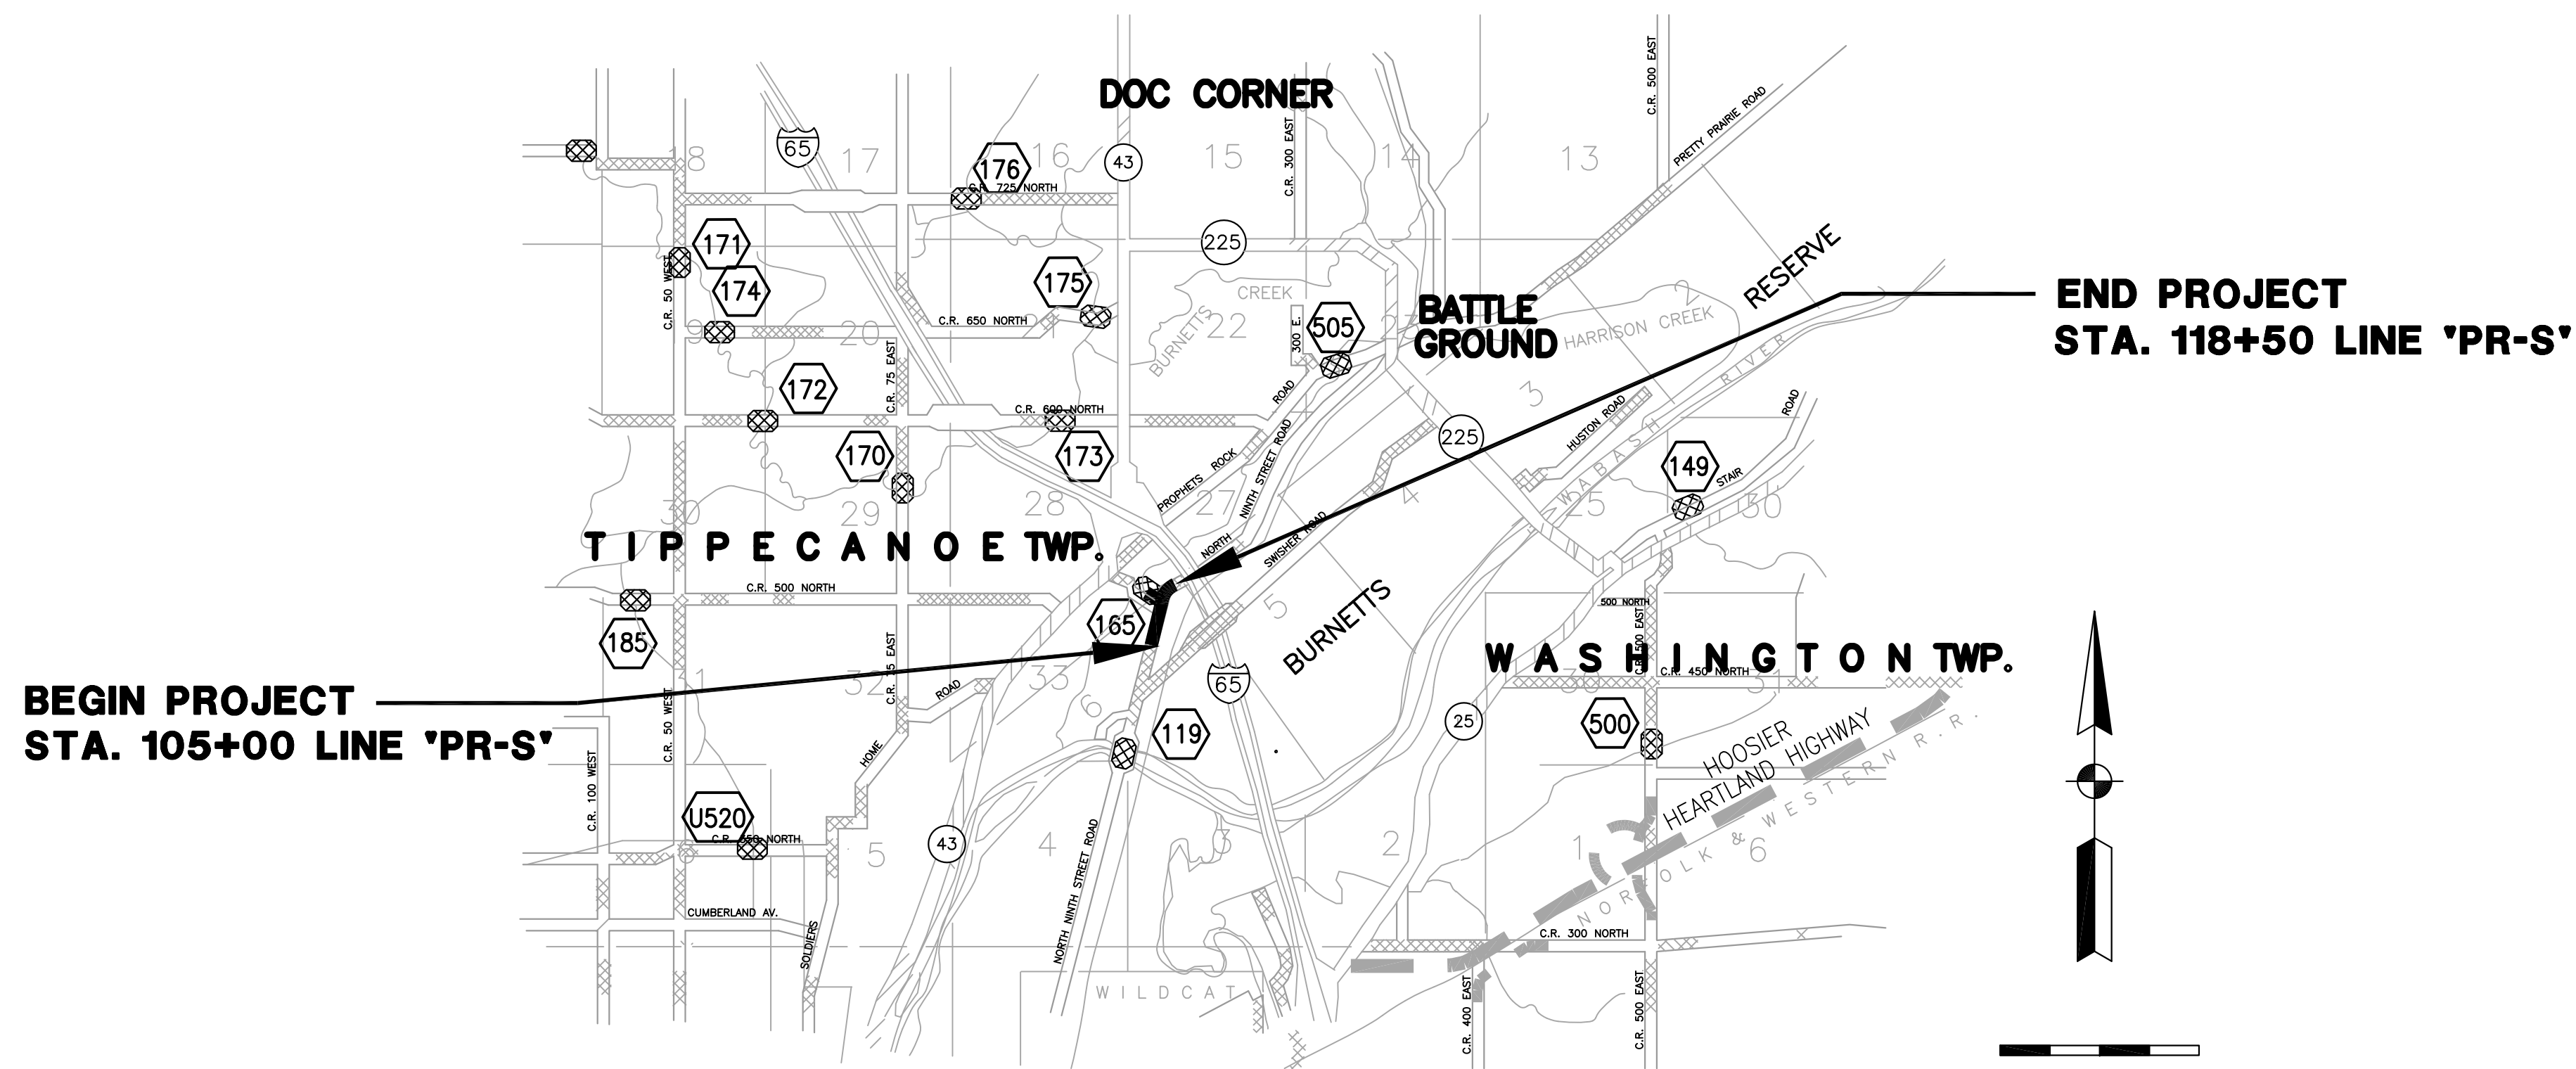 DOC CORNER
C.R. 500 EAST
PRETTY PRAIRIE ROAD
65
18
17
176
16
43
15
C.R. 300 EAST
14
13
C.R. 725 NORTH
171
225
RESERVE
C.R. 50 WEST
174
175
CREEK
BURNETTS
2
END PROJECT
STA. 118+50 LINE "PR-S"
BATTLE
GROUND
505
300 E.
22
HARRISON CREEK
C.R. 650 NORTH
20
C.R. 75 EAST
RIVER
WABASH
172
3
ROAD
HUSTON ROAD
ROAD
C.R. 600 NORTH
170
173
225
149
STAIR
PROPHETS ROCK
NINTH STREET ROAD
4
30
29
28
27
25
30
TIPPECANOE TWP.
NORTH
SWISHER ROAD
C.R. 500 NORTH
185
165
5
BURNETTS
500 NORTH
C.R. 500 EAST
WASHINGTON TWP.
C.R. 450 NORTH
BEGIN PROJECT
STA. 105+00 LINE "PR-S"
C.R. 50 WEST
32
C.R. 75 EAST
ROAD
33
6
65
119
25
500
HOOSIER
HEARTLAND HIGHWAY
NORFOLK & WESTERN R.R.
HOME
C.R. 100 WEST
U520
C.R. 350 NORTH
5
43
4
3
2
1
6
NORTH NINTH STREET ROAD
CUMBERLAND AV.
SOLDIERS
C.R. 300 NORTH
WILDCAT
C.R. 400 EAST
C.R. 500 EAST